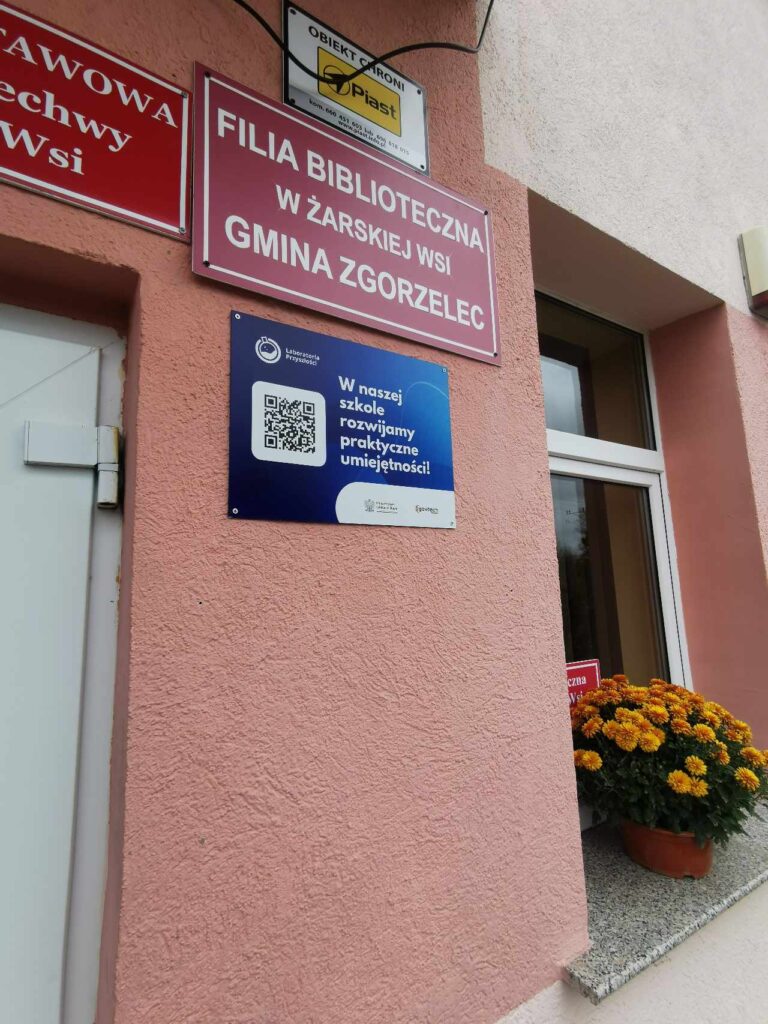 TAWOWA
echwy
Wsi
OBIEKT CHRONI
Piast
FILIA BIBLIOTECZNA
W ŻARSKIEJ WSI
GMINA ZGORZELEC
Laboratoria
Przyszłości
W naszej
szkole
rozwijamy
praktyczne
umiejętności!
czna
Wsi